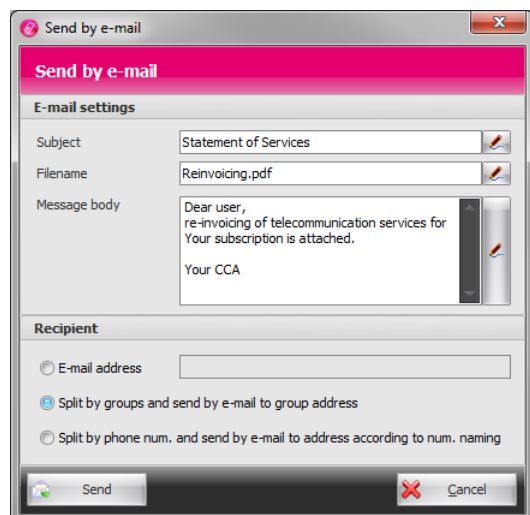 Send by e-mail
Send by e-mail
E-mail settings
Subject
Statement of Services
Filename
Reinvoicing.pdf
Message body
Dear user,
re-invoicing of telecommunication services for
Your subscription is attached.
Your CCA
Recipient
E-mail address
Split by groups and send by e-mail to group address
Split by phone num. and send by e-mail to address according to num. naming
Send
Cancel